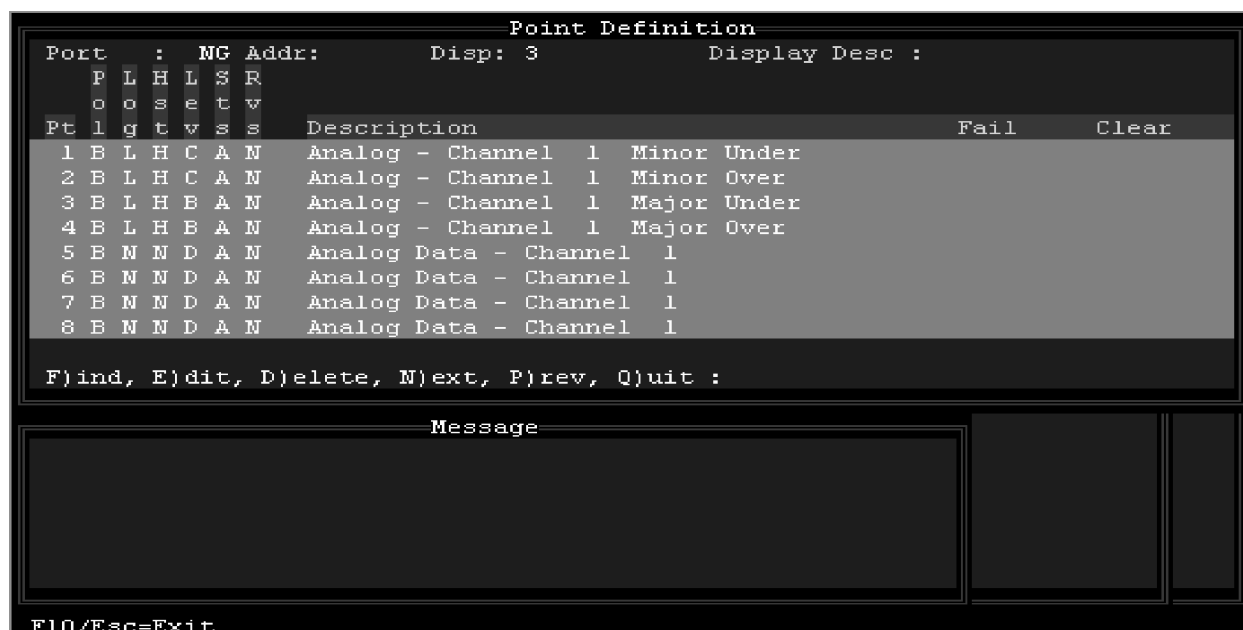 Point Definition
Port : NG Addr: Disp: 3 Display Desc :
P L H L S R
o o s e t v
Pt l g t v s s Description Fail Clear
1 B L H C A N Analog - Channel 1 Minor Under
2 B L H C A N Analog - Channel 1 Minor Over
3 B L H B A N Analog - Channel 1 Major Under
4 B L H B A N Analog - Channel 1 Major Over
5 B N N D A N Analog Data - Channel 1
6 B N N D A N Analog Data - Channel 1
7 B N N D A N Analog Data - Channel 1
8 B N N D A N Analog Data - Channel 1
F)ind, E)dit, D)elete, N)ext, P)rev, Q)uit :
Message
F10/Esc=Exit